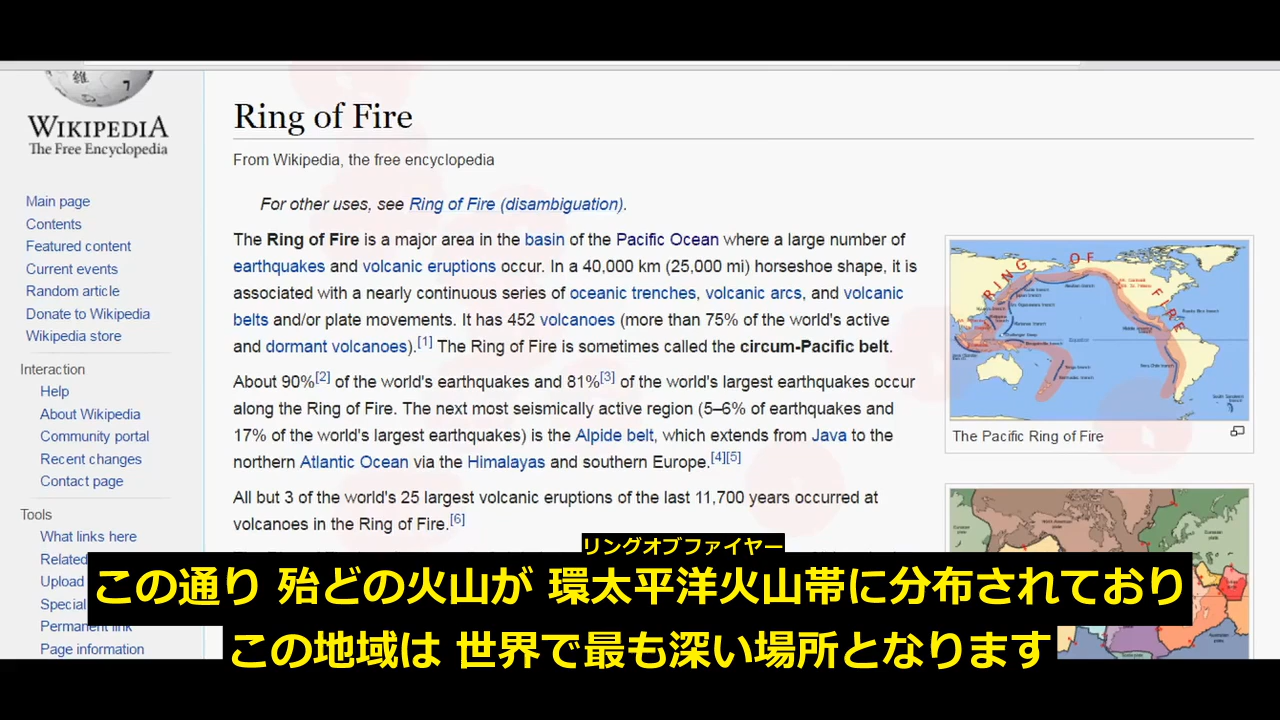 WIKIPEDIA
The Free Encyclopedia
Main page
Contents
Featured content
Current events
Random article
Donate to Wikipedia
Wikipedia store
Interaction
Help
About Wikipedia
Community portal
Recent changes
Contact page
Tools
What links here
Related
Upload
Special
Permanent link
Page information
Ring of Fire
From Wikipedia, the free encyclopedia
For other uses, see Ring of Fire (disambiguation).
The Ring of Fire is a major area in the basin of the Pacific Ocean where a large number of
earthquakes and volcanic eruptions occur. In a 40,000 km (25,000 mi) horseshoe shape, it is
associated with a nearly continuous series of oceanic trenches, volcanic arcs, and volcanic
belts and/or plate movements. It has 452 volcanoes (more than 75% of the world's active
and dormant volcanoes).[1] The Ring of Fire is sometimes called the circum-Pacific belt.
About 90%[2] of the world's earthquakes and 81%[3] of the world's largest earthquakes occur
along the Ring of Fire. The next most seismically active region (5–6% of earthquakes and
17% of the world's largest earthquakes) is the Alpide belt, which extends from Java to the
northern Atlantic Ocean via the Himalayas and southern Europe.[4][5]
All but 3 of the world's 25 largest volcanic eruptions of the last 11,700 years occurred at
volcanoes in the Ring of Fire.[6]
RING OF FIRE
The Pacific Ring of Fire
リングオブファイヤー
この通り 殆どの火山が 環太平洋火山帯に分布されており
この地域は 世界で最も深い場所となります